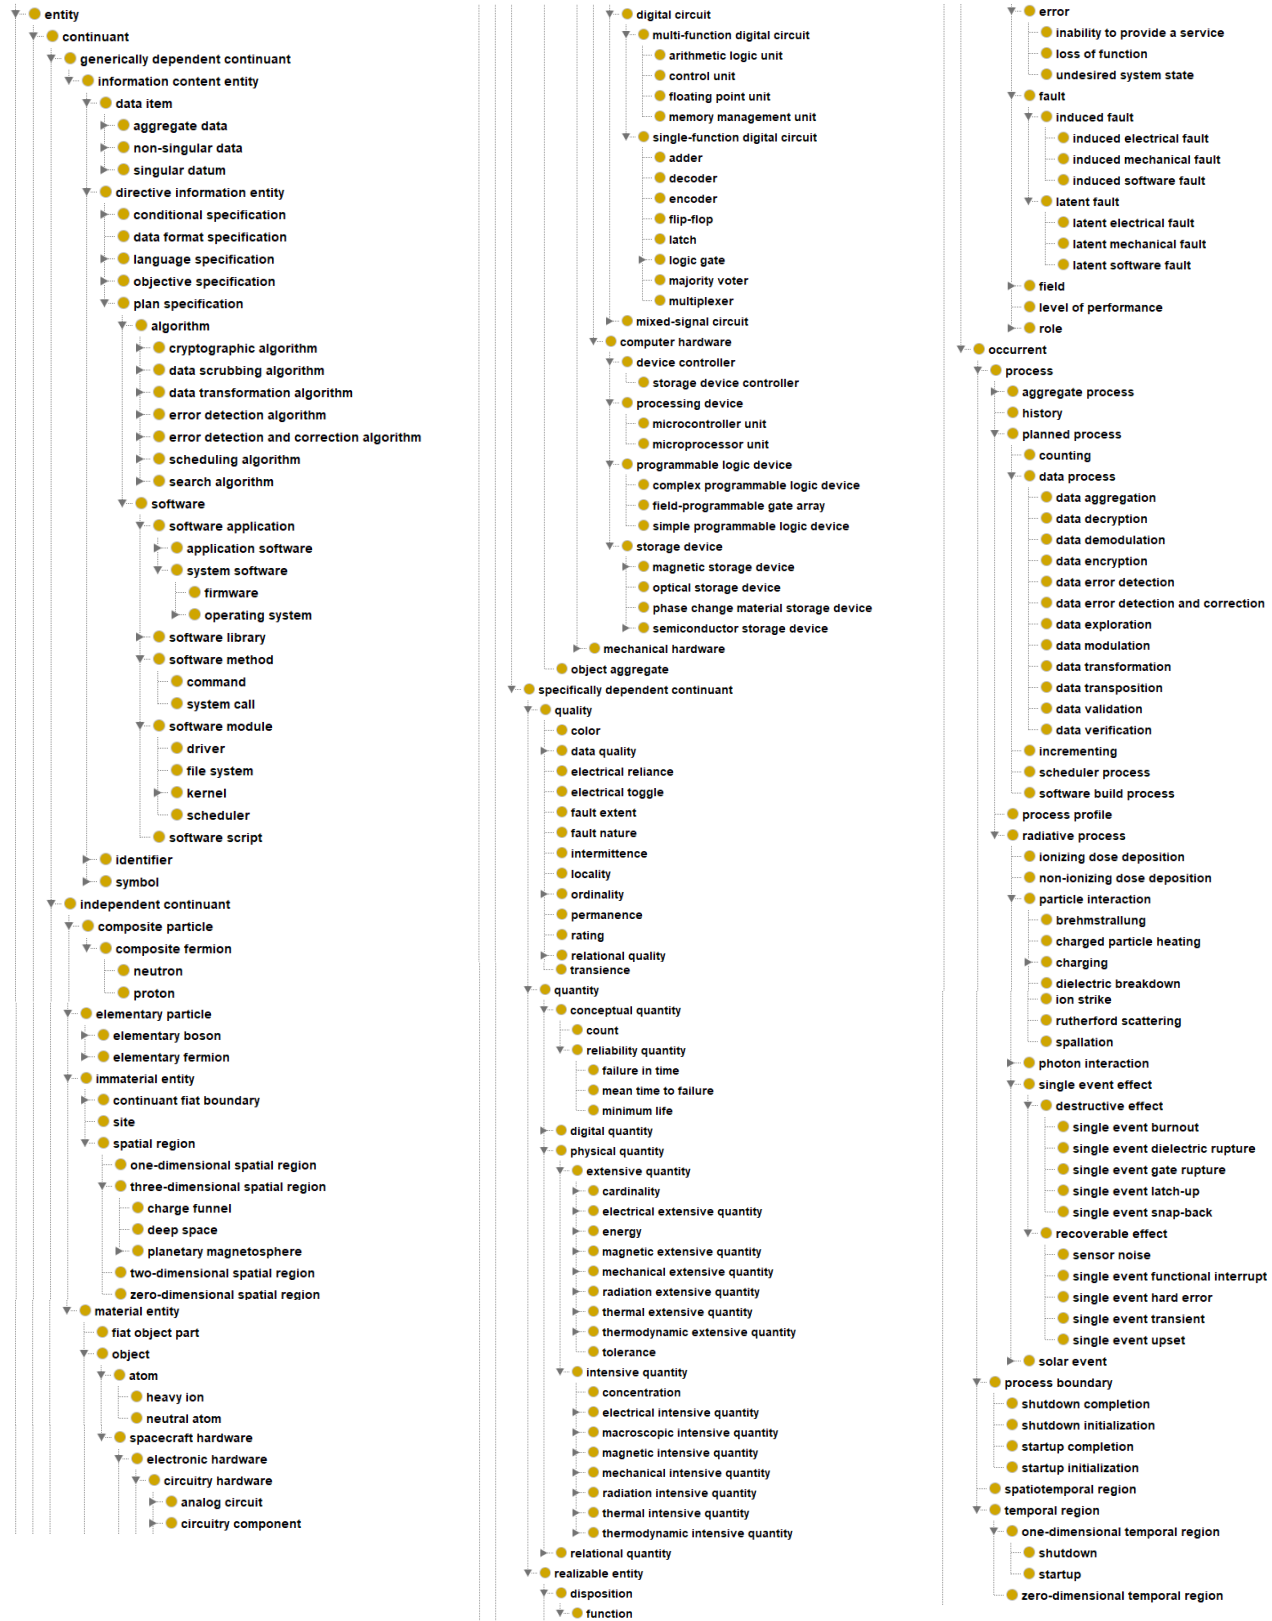 entity
continuant
generically dependent continuant
information content entity
data item
aggregate data
non-singular data
singular datum
directive information entity
conditional specification
data format specification
language specification
objective specification
plan specification
algorithm
cryptographic algorithm
data scrubbing algorithm
data transformation algorithm
error detection algorithm
error detection and correction algorithm
scheduling algorithm
search algorithm
software
software application
application software
system software
firmware
operating system
software library
software method
command
system call
software module
driver
file system
kernel
scheduler
software script
identifier
symbol
independent continuant
composite particle
composite fermion
neutron
proton
elementary particle
elementary boson
elementary fermion
immaterial entity
continuant fiat boundary
site
spatial region
one-dimensional spatial region
three-dimensional spatial region
charge funnel
deep space
planetary magnetosphere
two-dimensional spatial region
zero-dimensional spatial region
material entity
fiat object part
object
atom
heavy ion
neutral atom
spacecraft hardware
electronic hardware
circuitry hardware
analog circuit
circuitry component
digital circuit
multi-function digital circuit
arithmetic logic unit
control unit
floating point unit
memory management unit
single-function digital circuit
adder
decoder
encoder
flip-flop
latch
logic gate
majority voter
multiplexer
mixed-signal circuit
computer hardware
device controller
storage device controller
processing device
microcontroller unit
microprocessor unit
programmable logic device
complex programmable logic device
field-programmable gate array
simple programmable logic device
storage device
magnetic storage device
optical storage device
phase change material storage device
semiconductor storage device
mechanical hardware
object aggregate
specifically dependent continuant
quality
color
data quality
electrical reliance
electrical toggle
fault extent
fault nature
intermittence
locality
ordinality
permanence
rating
relational quality
transience
quantity
conceptual quantity
count
reliability quantity
failure in time
mean time to failure
minimum life
digital quantity
physical quantity
extensive quantity
cardinality
electrical extensive quantity
energy
magnetic extensive quantity
mechanical extensive quantity
radiation extensive quantity
thermal extensive quantity
thermodynamic extensive quantity
tolerance
intensive quantity
concentration
electrical intensive quantity
macroscopic intensive quantity
magnetic intensive quantity
mechanical intensive quantity
radiation intensive quantity
thermal intensive quantity
thermodynamic intensive quantity
relational quantity
realizable entity
disposition
function
error
inability to provide a service
loss of function
undesired system state
fault
induced fault
induced electrical fault
induced mechanical fault
induced software fault
latent fault
latent electrical fault
latent mechanical fault
latent software fault
field
level of performance
role
occurrent
process
aggregate process
history
planned process
counting
data process
data aggregation
data decryption
data demodulation
data encryption
data error detection
data error detection and correction
data exploration
data modulation
data transformation
data transposition
data validation
data verification
incrementing
scheduler process
software build process
process profile
radiative process
ionizing dose deposition
non-ionizing dose deposition
particle interaction
brehmstrallung
charged particle heating
charging
dielectric breakdown
ion strike
rutherford scattering
spallation
photon interaction
single event effect
destructive effect
single event burnout
single event dielectric rupture
single event gate rupture
single event latch-up
single event snap-back
recoverable effect
sensor noise
single event functional interrupt
single event hard error
single event transient
single event upset
solar event
process boundary
shutdown completion
shutdown initialization
startup completion
startup initialization
spatiotemporal region
temporal region
one-dimensional temporal region
shutdown
startup
zero-dimensional temporal region